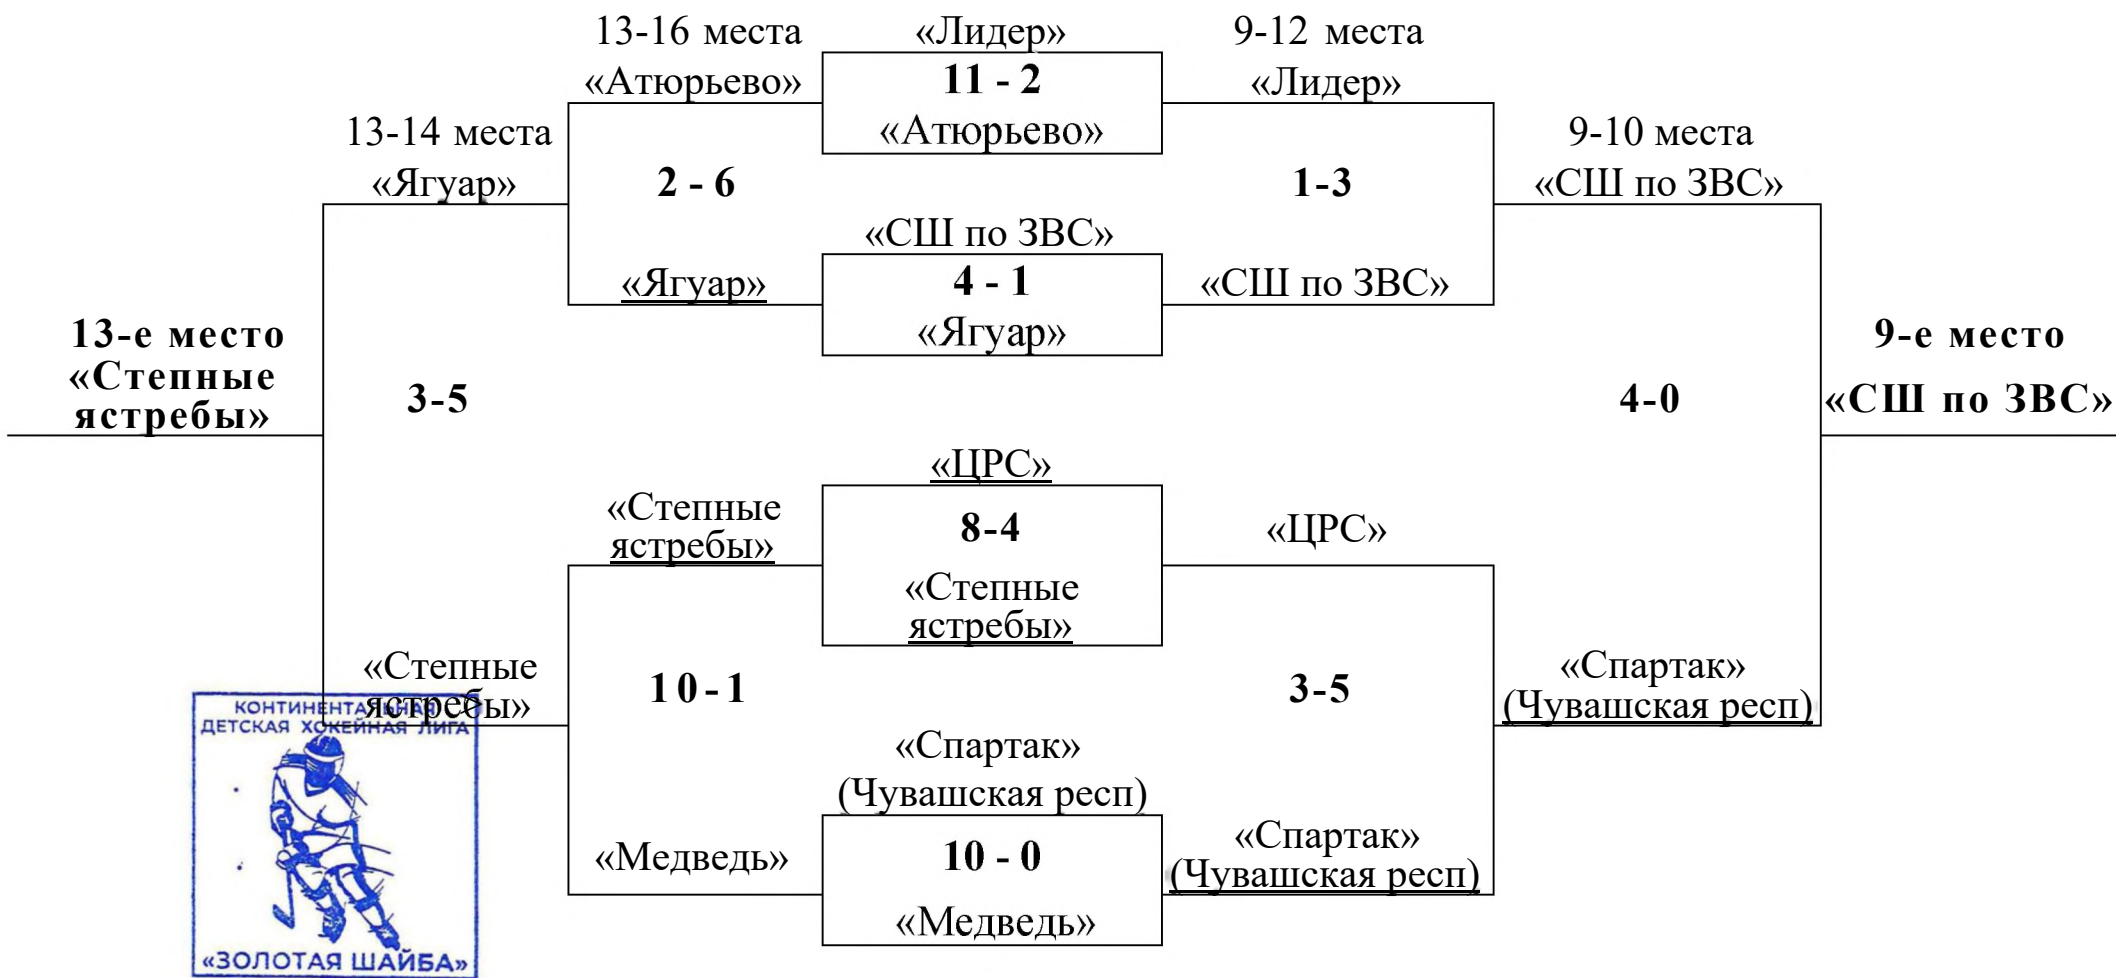 13-16 места
«Лидер»
9-12 места
«Атюрьево»
11 - 2
«Лидер»
13-14 места
«Атюрьево»
9-10 места
«Ягуар»
2 - 6
1-3
«СШ по ЗВС»
«СШ по ЗВС»
«Ягуар»
4 - 1
«СШ по ЗВС»
13-е место
«Ягуар»
9-е место
«Степные
ястребы»
3-5
4-0
«СШ по ЗВС»
«ЦРС»
«Степные
ястребы»
8-4
«ЦРС»
«Степные
ястребы»
«Степные
ястребы»
10-1
3-5
«Спартак»
(Чувашская респ)
«Спартак»
(Чувашская респ)
«Медведь»
10 - 0
«Спартак»
(Чувашская респ)
«Медведь»
КОНТИНЕНТАЛЬНАЯ
ДЕТСКАЯ ХОККЕЙНАЯ ЛИГА
«ЗОЛОТАЯ ШАЙБА»